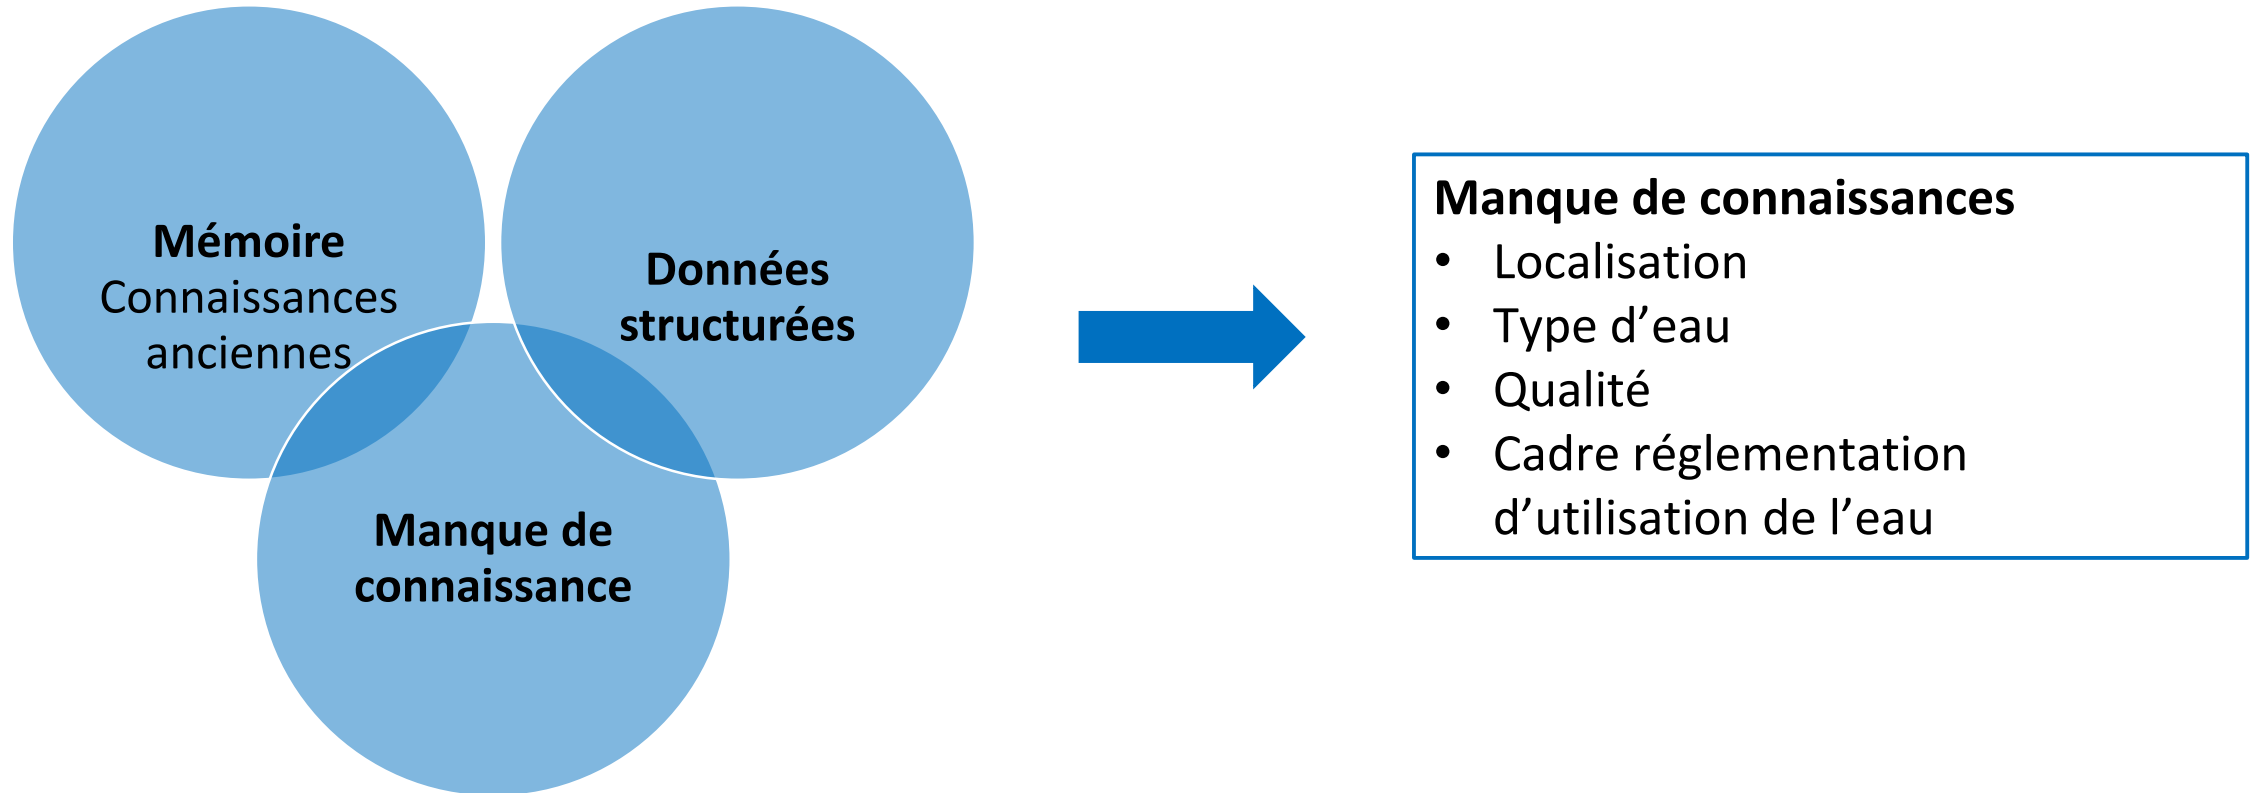 Mémoire
Connaissances
anciennes
Données
structurées
Manque de
connaissance
Manque de connaissances
• Localisation
• Type d’eau
• Qualité
• Cadre réglementation
d’utilisation de l’eau